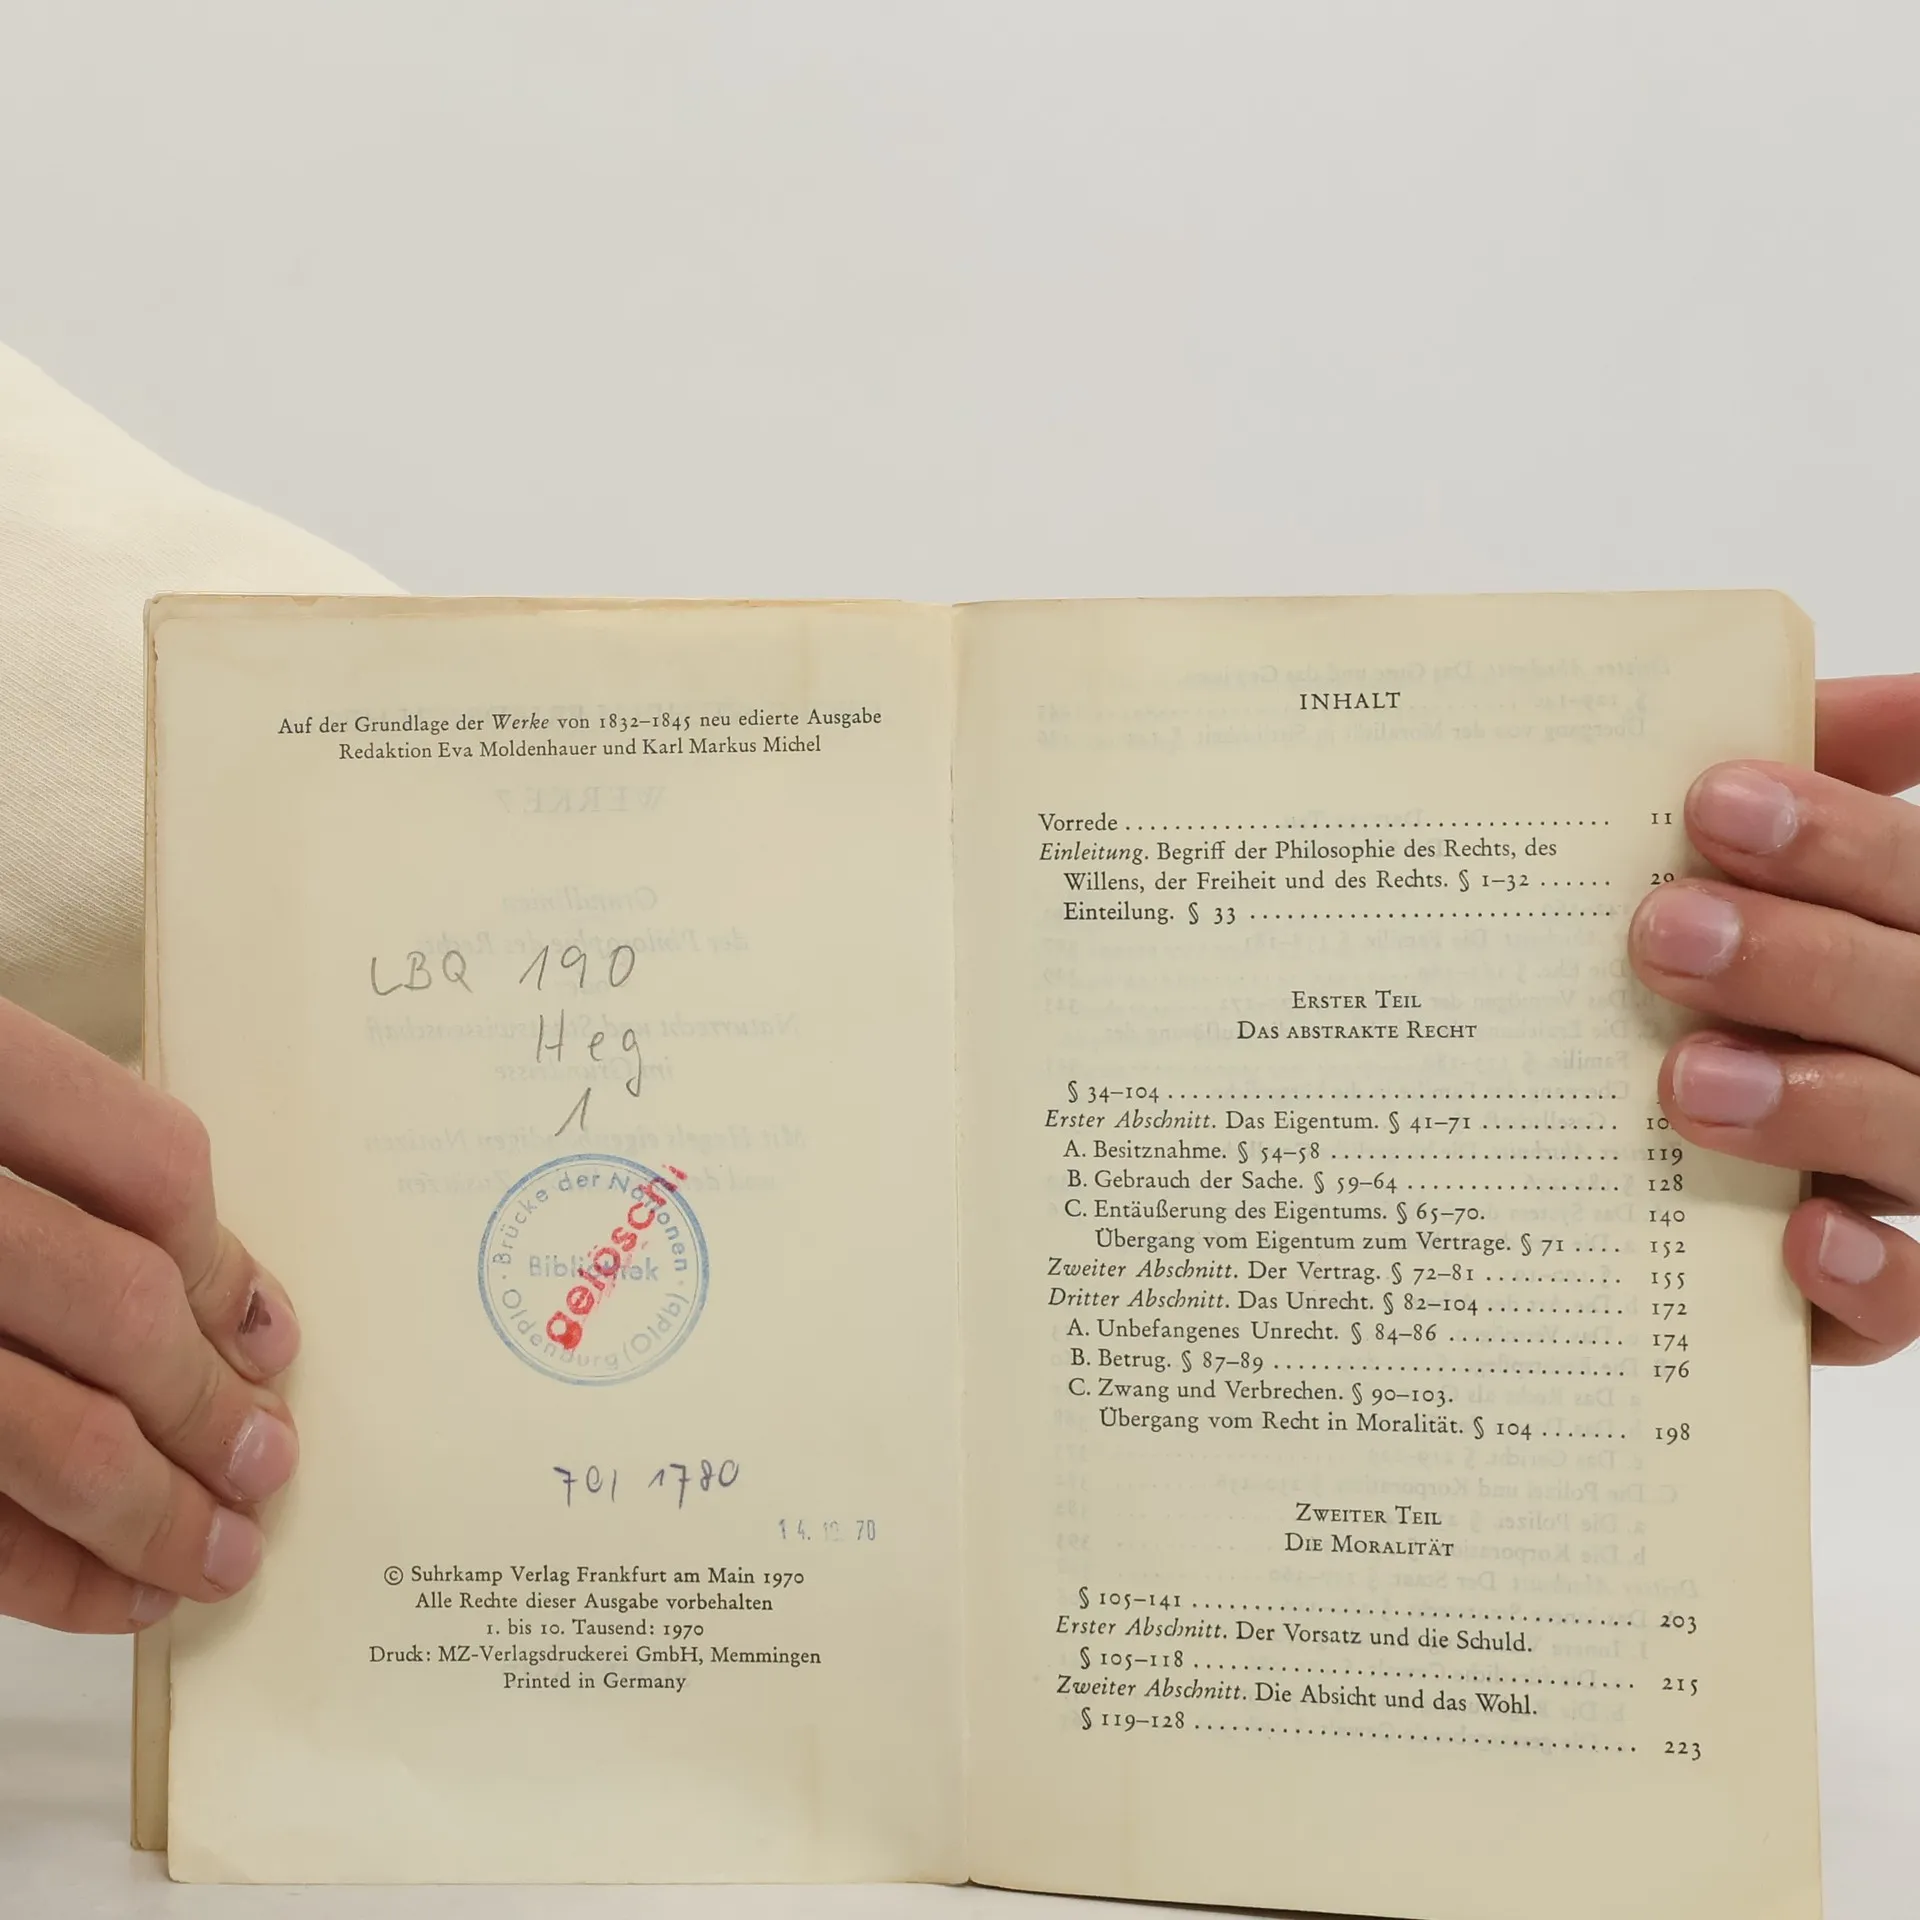 Auf der Grundlage der Werke von 1832–1845 neu edierte Ausgabe
Redaktion Eva Moldenhauer und Karl Markus Michel
LBQ 190
Heg
1
Brücke der Nationen
Bibliothek
Oldenburg (Oldb)
gelöscht
70/ 1780
14. 70
© Suhrkamp Verlag Frankfurt am Main 1970
Alle Rechte dieser Ausgabe vorbehalten
1. bis 10. Tausend: 1970
Druck: MZ-Verlagsdruckerei GmbH, Memmingen
Printed in Germany
INHALT
Vorrede ........................................ 11
Einleitung. Begriff der Philosophie des Rechts, des
Willens, der Freiheit und des Rechts. § 1–32 ...... 29
Einteilung. § 33 ..............................
ERSTER TEIL
DAS ABSTRAKTE RECHT
§ 34–104 .....................................
Erster Abschnitt. Das Eigentum. § 41–71 ............
A. Besitznahme. § 54–58 ........................ 119
B. Gebrauch der Sache. § 59–64 .................. 128
C. Entäußerung des Eigentums. § 65–70. 140
Übergang vom Eigentum zum Vertrage. § 71 .... 152
Zweiter Abschnitt. Der Vertrag. § 72–81 ............ 155
Dritter Abschnitt. Das Unrecht. § 82–104 ............ 172
A. Unbefangenes Unrecht. § 84–86 ............... 174
B. Betrug. § 87–89 ............................. 176
C. Zwang und Verbrechen. § 90–103.
Übergang vom Recht in Moralität. § 104 ....... 198
ZWEITER TEIL
DIE MORALITÄT
§ 105–141 ..................................... 203
Erster Abschnitt. Der Vorsatz und die Schuld.
§ 105–118 ..................................... 215
Zweiter Abschnitt. Die Absicht und das Wohl.
§ 119–128 ..................................... 223